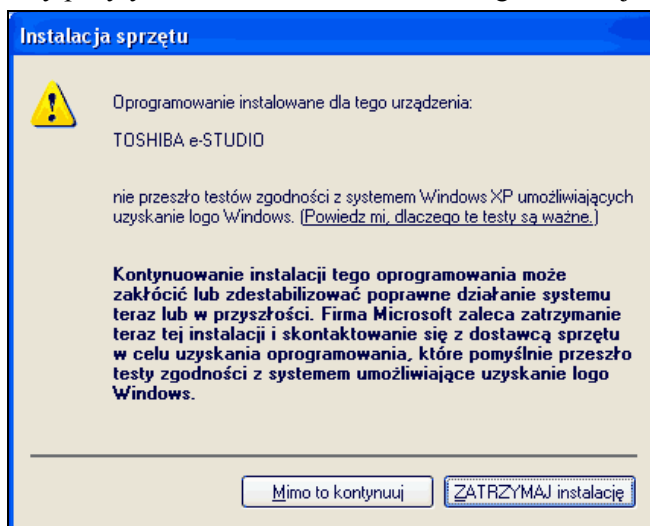 Instalacja sprzętu
Oprogramowanie instalowane dla tego urządzenia:
TOSHIBA e-STUDIO
nie przeszło testów zgodności z systemem Windows XP umożliwiających
uzyskanie logo Windows. (Powiedz mi, dlaczego te testy są ważne.)
Kontynuowanie instalacji tego oprogramowania może
zakłócić lub zdestabilizować poprawne działanie systemu
teraz lub w przyszłości. Firma Microsoft zaleca zatrzymanie
teraz tej instalacji i skontaktowanie się z dostawcą sprzętu
w celu uzyskania oprogramowania, które pomyślnie przeszło
testy zgodności z systemem umożliwiające uzyskanie logo
Windows.
Mimo to kontynuuj ZATRZYMAJ instalację